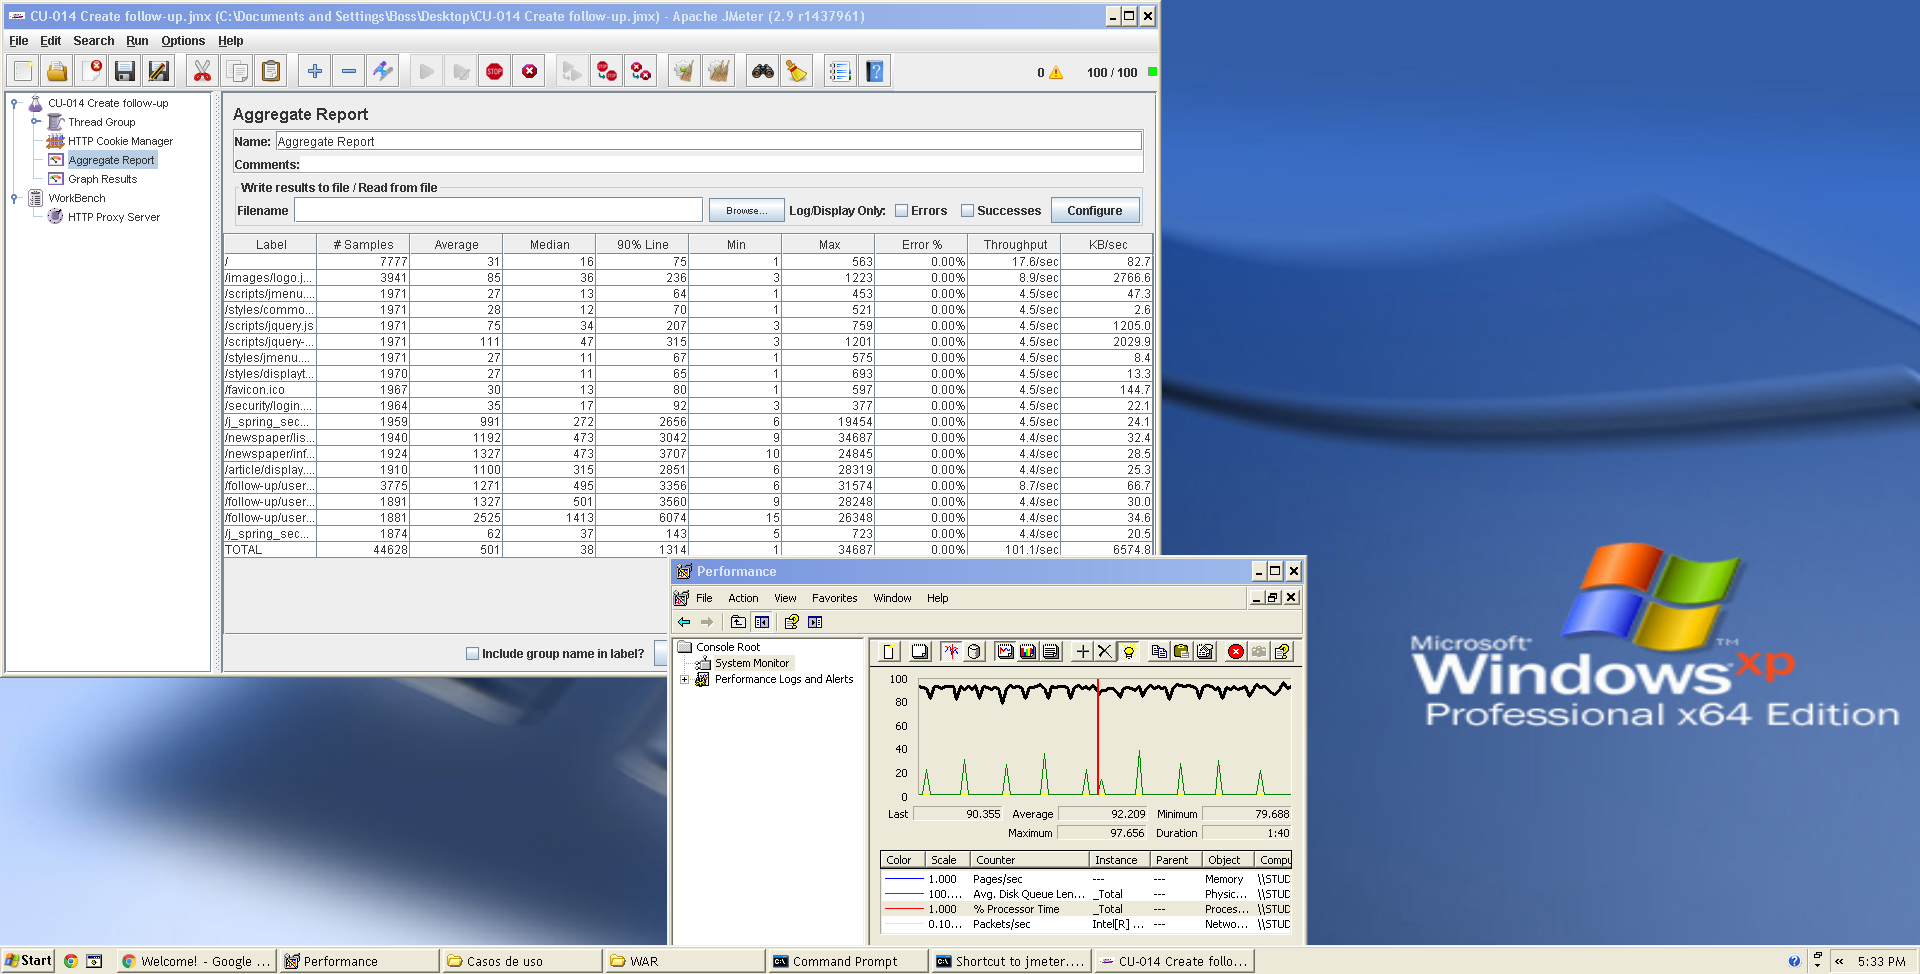 CU-014 Create follow-up.jmx (C:\Documents and Settings\Boss\Desktop\CU-014 Create follow-up.jmx) - Apache JMeter (2.9 r1437961)
File Edit Search Run Options Help
0 100 / 100
CU-014 Create follow-up
Thread Group
HTTP Cookie Manager
Aggregate Report
Graph Results
WorkBench
HTTP Proxy Server
Aggregate Report
Name: Aggregate Report
Comments:
Write results to file / Read from file
Filename Browse... Log/Display Only: Errors Successes Configure
Label # Samples Average Median 90% Line Min Max Error % Throughput KB/sec
/ 7777 31 16 75 1 563 0.00% 17.6/sec 82.7
/images/logo.j... 3941 85 36 236 3 1223 0.00% 8.9/sec 2766.6
/scripts/jmenu.... 1971 27 13 64 1 453 0.00% 4.5/sec 47.3
/styles/commo... 1971 28 12 70 1 521 0.00% 4.5/sec 2.6
/scripts/jquery.js 1971 75 34 207 3 759 0.00% 4.5/sec 1205.0
/scripts/jquery-... 1971 111 47 315 3 1201 0.00% 4.5/sec 2029.9
/styles/jmenu.... 1971 27 11 67 1 575 0.00% 4.5/sec 8.4
/styles/displayt... 1970 27 11 65 1 693 0.00% 4.5/sec 13.3
/favicon.ico 1967 30 13 80 1 597 0.00% 4.5/sec 144.7
/security/login.... 1964 35 17 92 3 377 0.00% 4.5/sec 22.1
/j_spring_sec... 1959 991 272 2656 6 19454 0.00% 4.5/sec 24.1
/newspaper/lis... 1940 1192 473 3042 9 34687 0.00% 4.4/sec 32.4
/newspaper/inf... 1924 1327 473 3707 10 24845 0.00% 4.4/sec 28.5
/article/display.... 1910 1100 315 2851 6 28319 0.00% 4.4/sec 25.3
/follow-up/user... 3775 1271 495 3356 6 31574 0.00% 8.7/sec 66.7
/follow-up/user... 1891 1327 501 3560 9 28248 0.00% 4.4/sec 30.0
/follow-up/user... 1881 2525 1413 6074 15 26348 0.00% 4.4/sec 34.6
/j_spring_sec... 1874 62 37 143 5 723 0.00% 4.4/sec 20.5
TOTAL 44628 501 38 1314 1 34687 0.00% 101.1/sec 6574.8
Include group name in label?
Performance
File Action View Favorites Window Help
Console Root
System Monitor
Performance Logs and Alerts
100
80
60
40
20
0
Last 90.355 Average 92.209 Minimum 79.688
Maximum 97.656 Duration 1:40
Color Scale Counter Instance Parent Object Compu
1.000 Pages/sec --- --- Memory \\STUD
100.... Avg. Disk Queue Len... _Total --- Physic... \\STUD
1.000 % Processor Time _Total --- Proces... \\STUD
0.10... Packets/sec Intel[R] ... --- Netwo... \\STUD
Microsoft
Windows xp TM
Professional x64 Edition
Start Welcome! - Google ... Performance Casos de uso WAR Command Prompt Shortcut to jmeter.... CU-014 Create follo... 5:33 PM